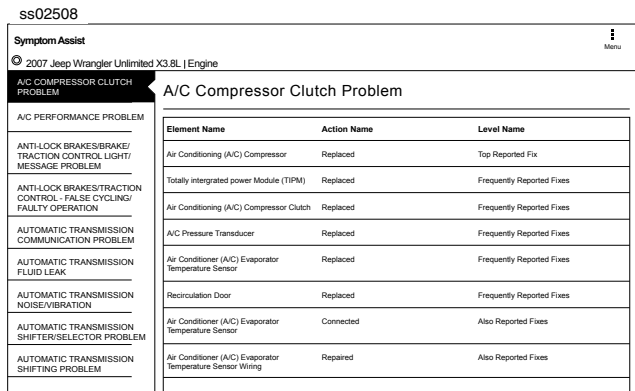 ss02508
Symptom Assist
Menu
2007 Jeep Wrangler Unlimited X3.8L | Engine
A/C COMPRESSOR CLUTCH
PROBLEM
A/C PERFORMANCE PROBLEM
ANTI-LOCK BRAKES/BRAKE/
TRACTION CONTROL LIGHT/
MESSAGE PROBLEM
ANTI-LOCK BRAKES/TRACTION
CONTROL - FALSE CYCLING/
FAULTY OPERATION
AUTOMATIC TRANSMISSION
COMMUNICATION PROBLEM
AUTOMATIC TRANSMISSION
FLUID LEAK
AUTOMATIC TRANSMISSION
NOISE/VIBRATION
AUTOMATIC TRANSMISSION
SHIFTER/SELECTOR PROBLEM
AUTOMATIC TRANSMISSION
SHIFTING PROBLEM
A/C Compressor Clutch Problem
Element Name Action Name Level Name
Air Conditioning (A/C) Compressor Replaced Top Reported Fix
Totally intergrated power Module (TIPM) Replaced Frequently Reported Fixes
Air Conditioning (A/C) Compressor Clutch Replaced Frequently Reported Fixes
A/C Pressure Transducer Replaced Frequently Reported Fixes
Air Conditioner (A/C) Evaporator Replaced Frequently Reported Fixes
Temperature Sensor
Recirculation Door Replaced Frequently Reported Fixes
Air Conditioner (A/C) Evaporator Connected Also Reported Fixes
Temperature Sensor
Air Conditioner (A/C) Evaporator Repaired Also Reported Fixes
Temperature Sensor Wiring